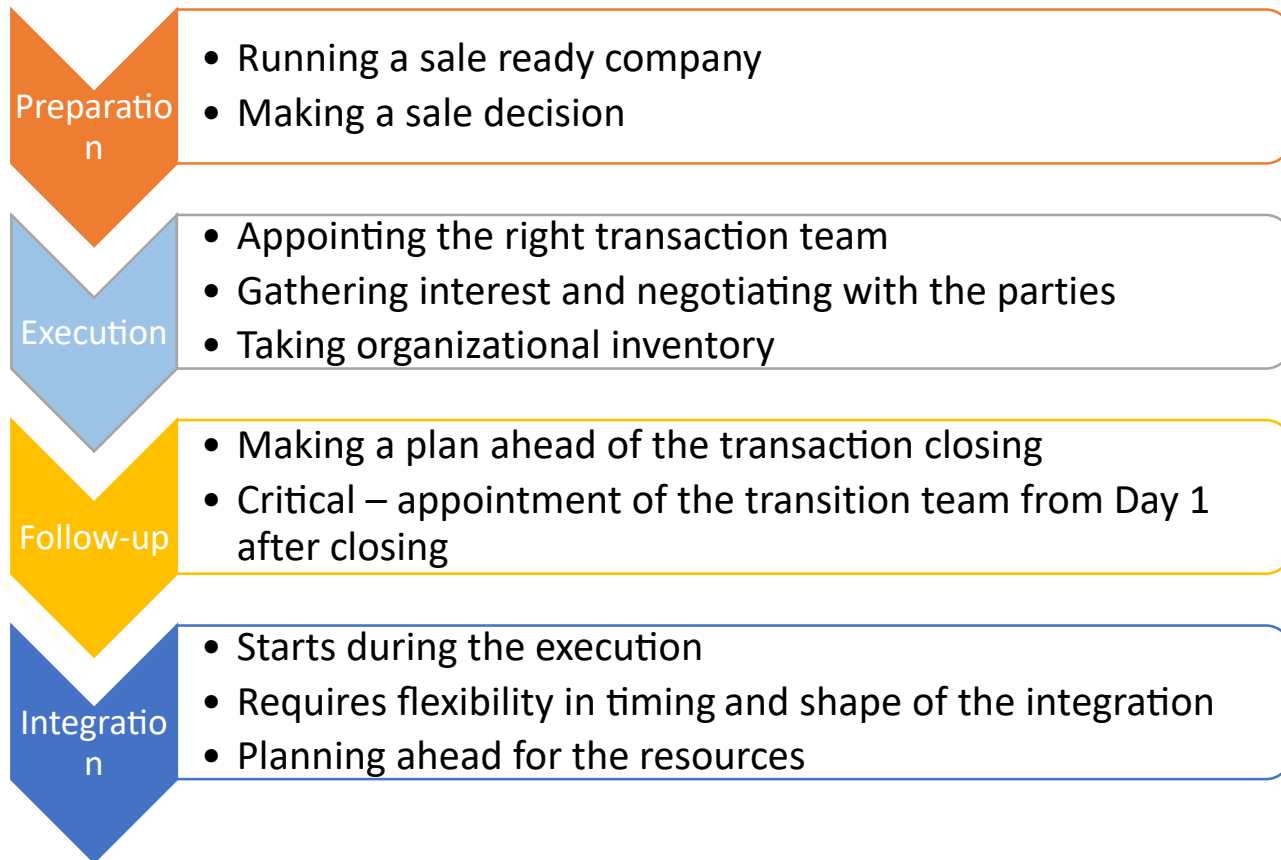 Preparatio
n
• Running a sale ready company
• Making a sale decision
Execution
• Appointing the right transaction team
• Gathering interest and negotiating with the parties
• Taking organizational inventory
Follow-up
• Making a plan ahead of the transaction closing
• Critical – appointment of the transition team from Day 1
after closing
Integratio
n
• Starts during the execution
• Requires flexibility in timing and shape of the integration
• Planning ahead for the resources